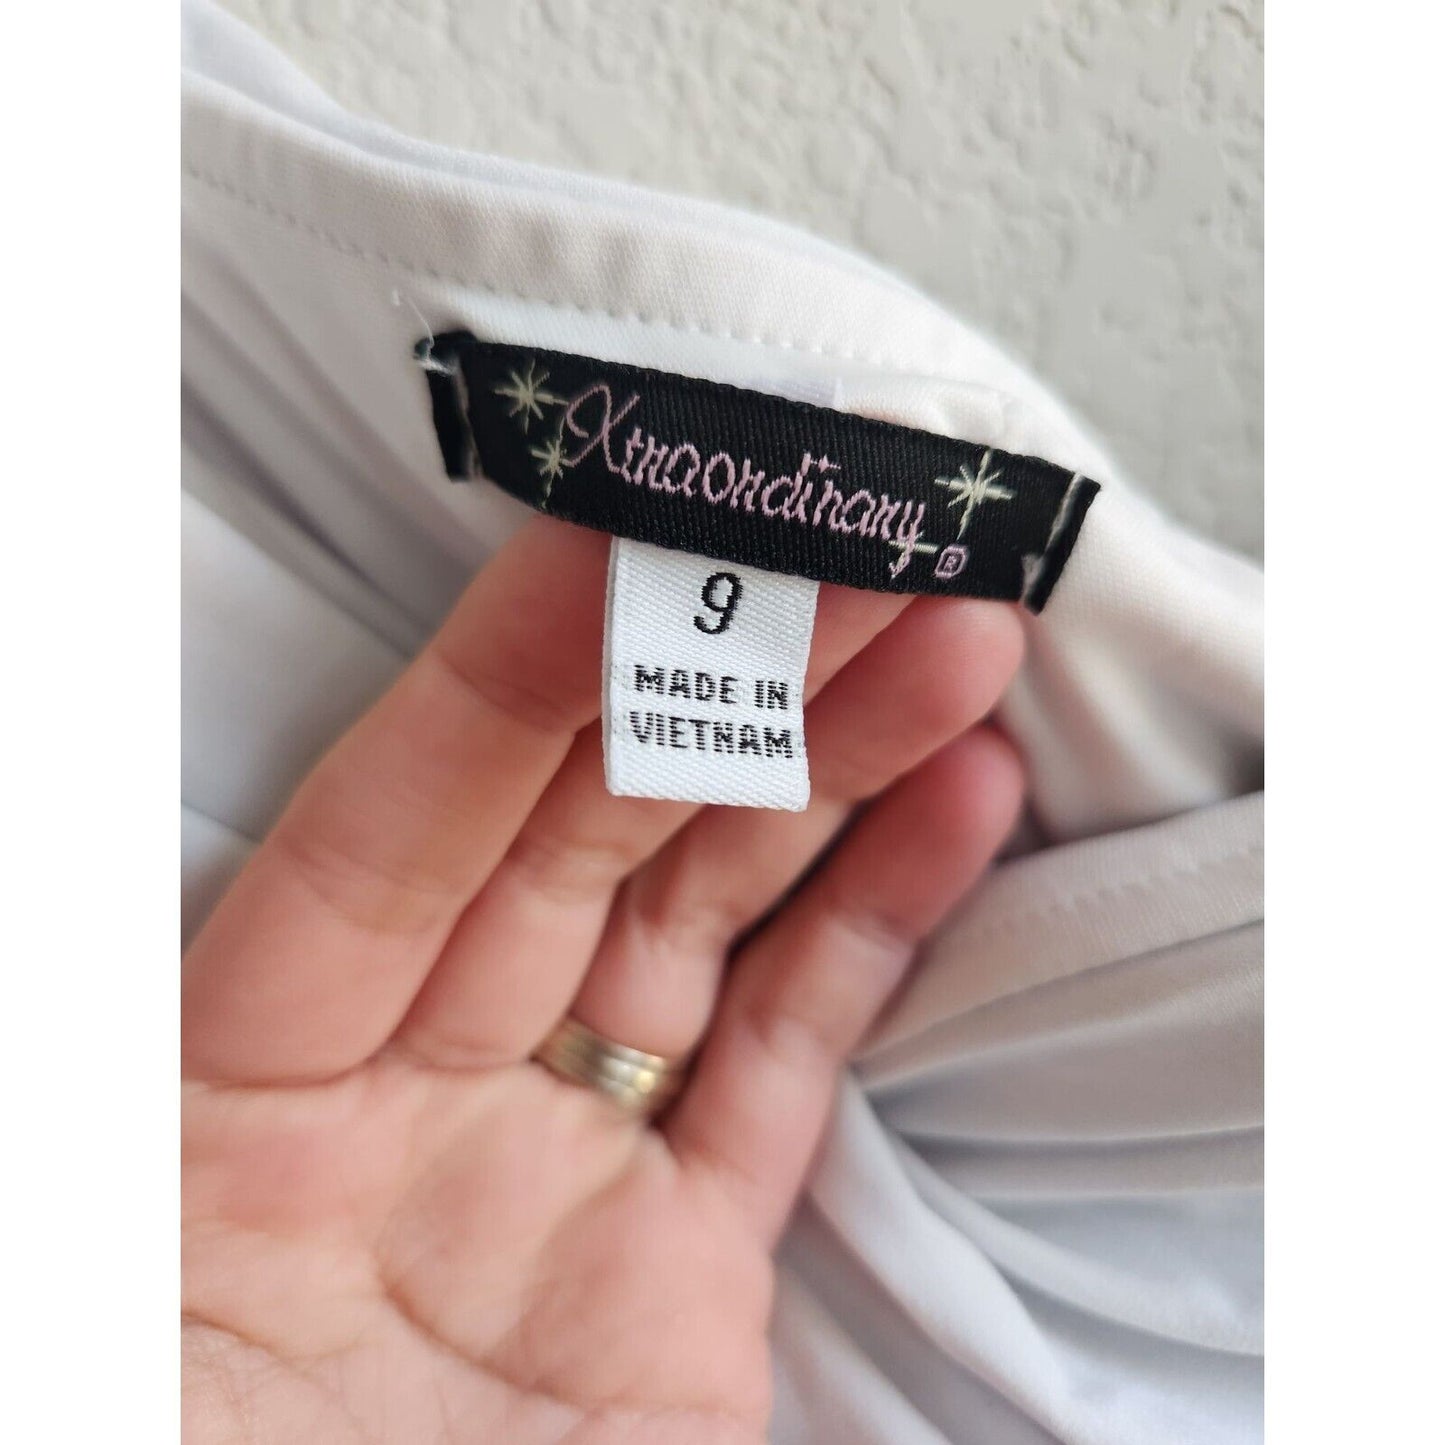 Xtraordinary ®
9
MADE IN
VIETNAM